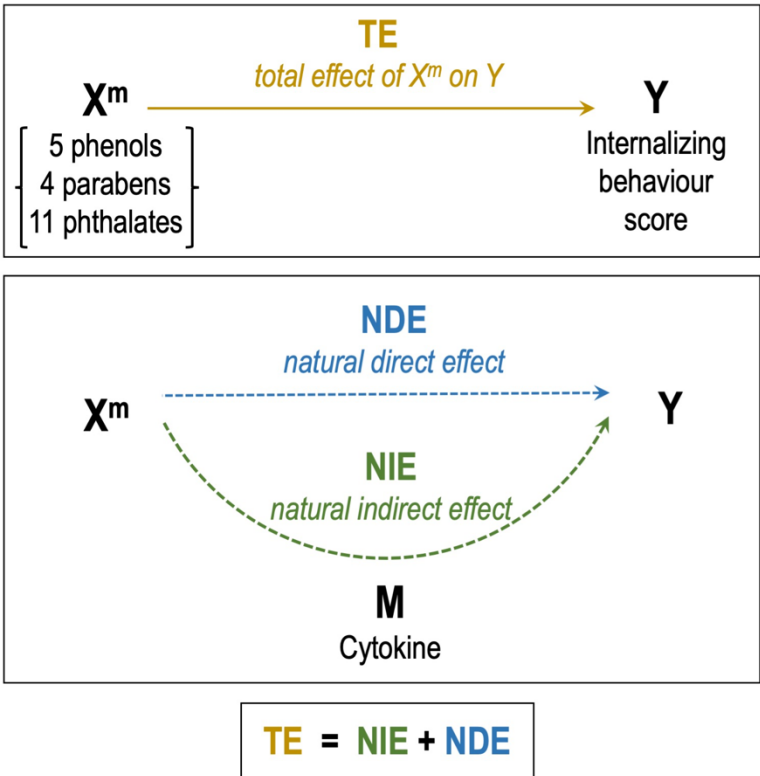 TE
total effect of Xᵐ on Y
Xᵐ
Y
5 phenols
4 parabens
11 phthalates
Internalizing
behaviour
score
NDE
natural direct effect
Xᵐ
Y
NIE
natural indirect effect
M
Cytokine
TE = NIE + NDE